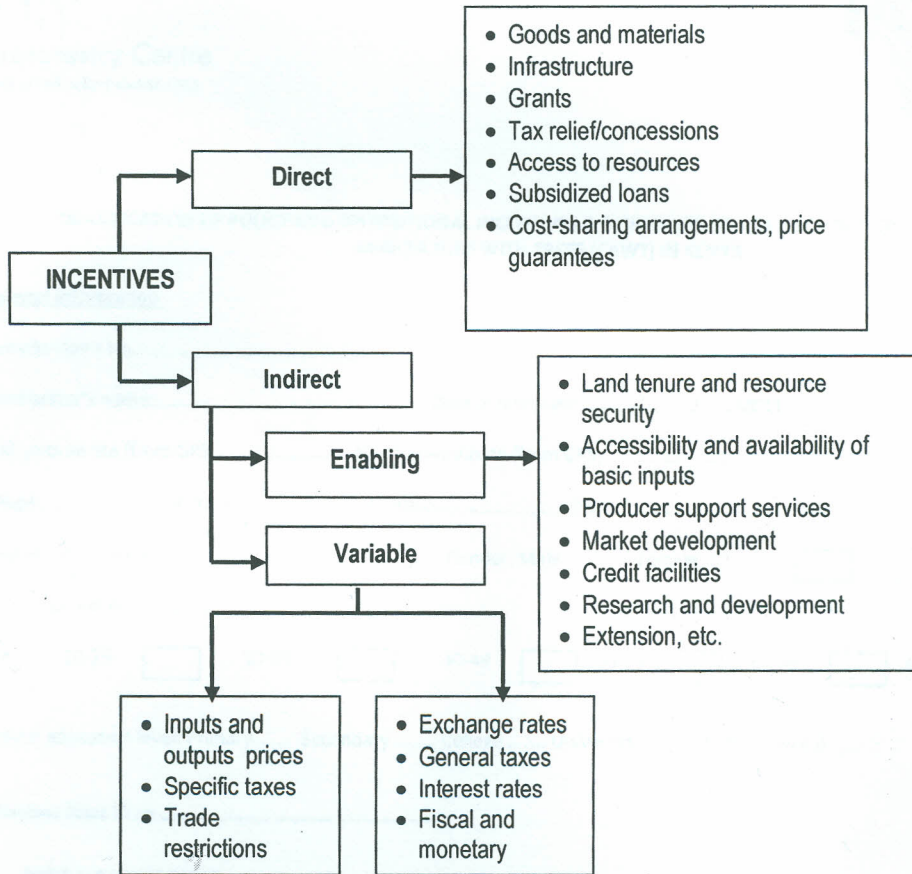 • Goods and materials
• Infrastructure
• Grants
• Tax relief/concessions
• Access to resources
• Subsidized loans
• Cost-sharing arrangements, price
guarantees
Direct
INCENTIVES
Indirect
• Land tenure and resource
security
• Accessibility and availability of
basic inputs
• Producer support services
• Market development
• Credit facilities
• Research and development
• Extension, etc.
Enabling
Variable
• Inputs and
outputs prices
• Specific taxes
• Trade
restrictions
• Exchange rates
• General taxes
• Interest rates
• Fiscal and
monetary